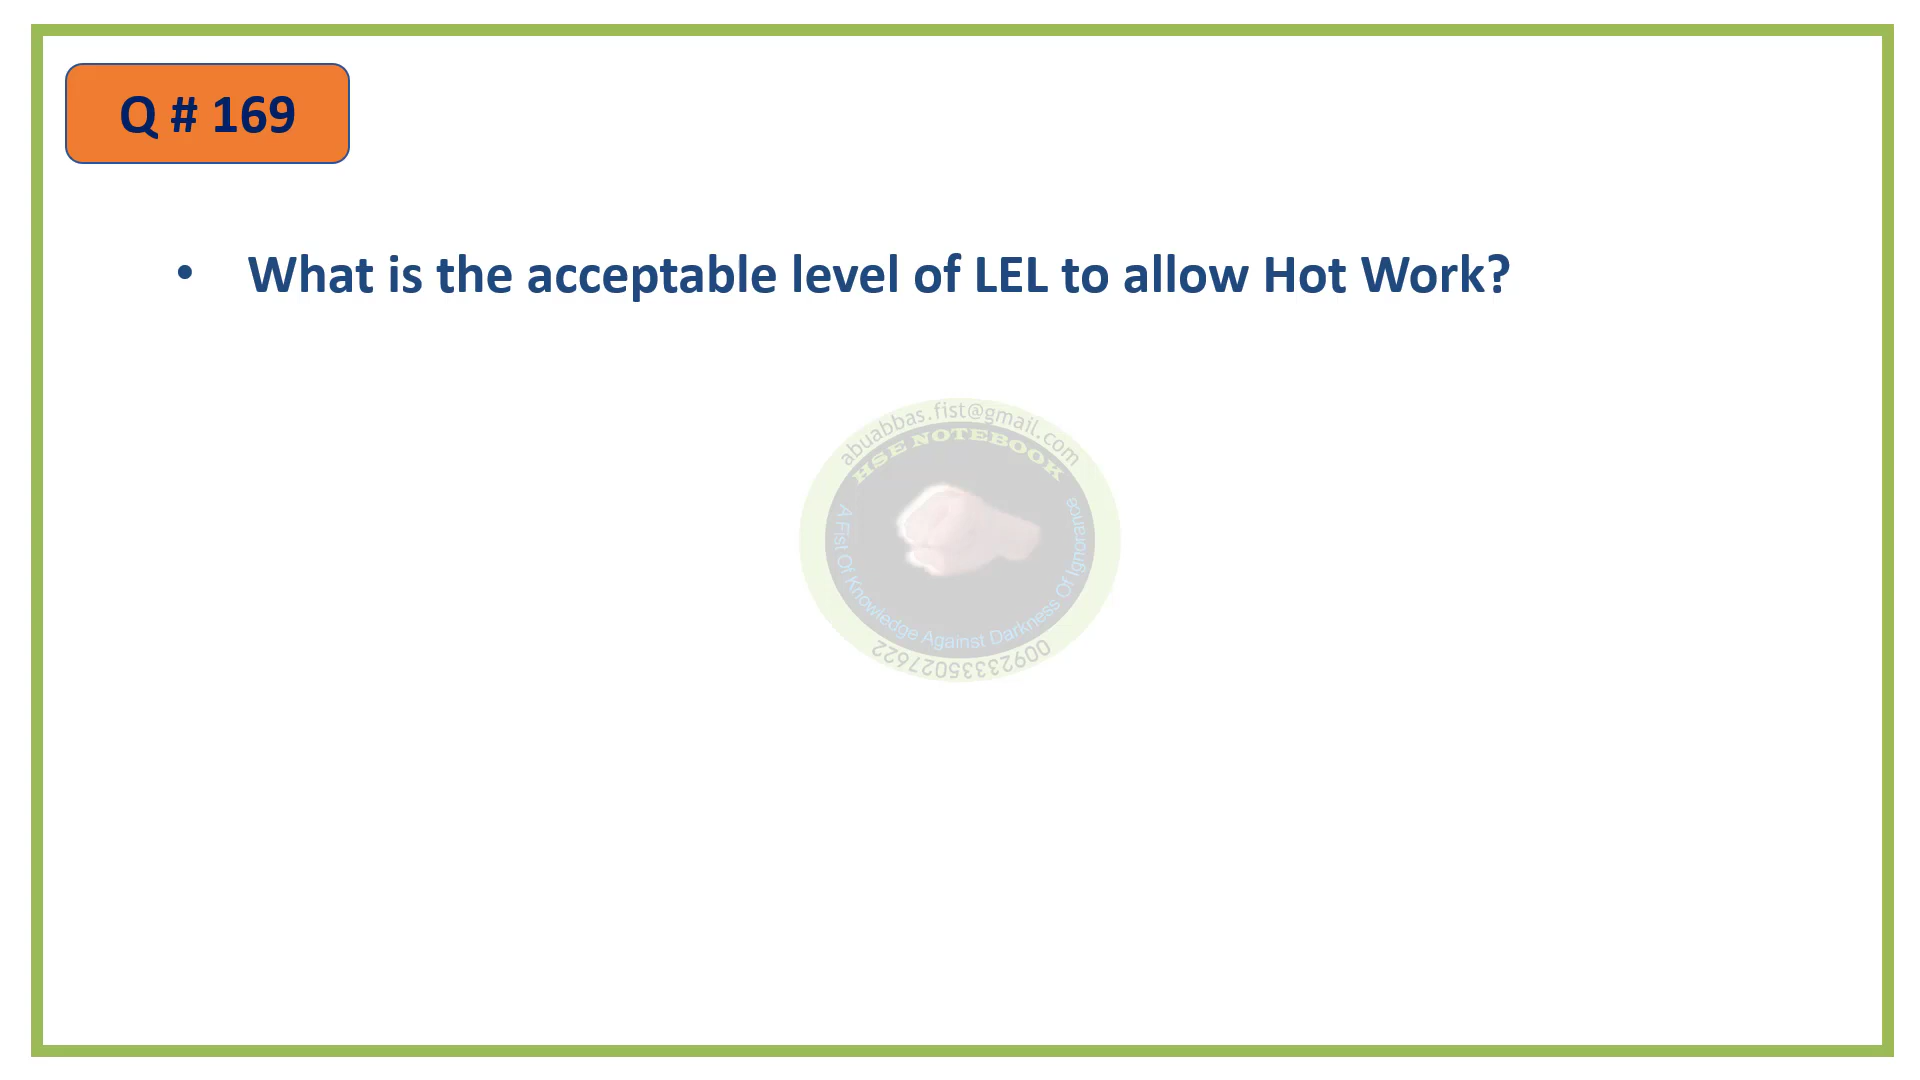 Q # 169
• What is the acceptable level of LEL to allow Hot Work?
abuabbas.fist@gmail.com
HSE NOTEBOOK
A Fist Of Knowledge Against Darkness Of Ignorance
00923335027622